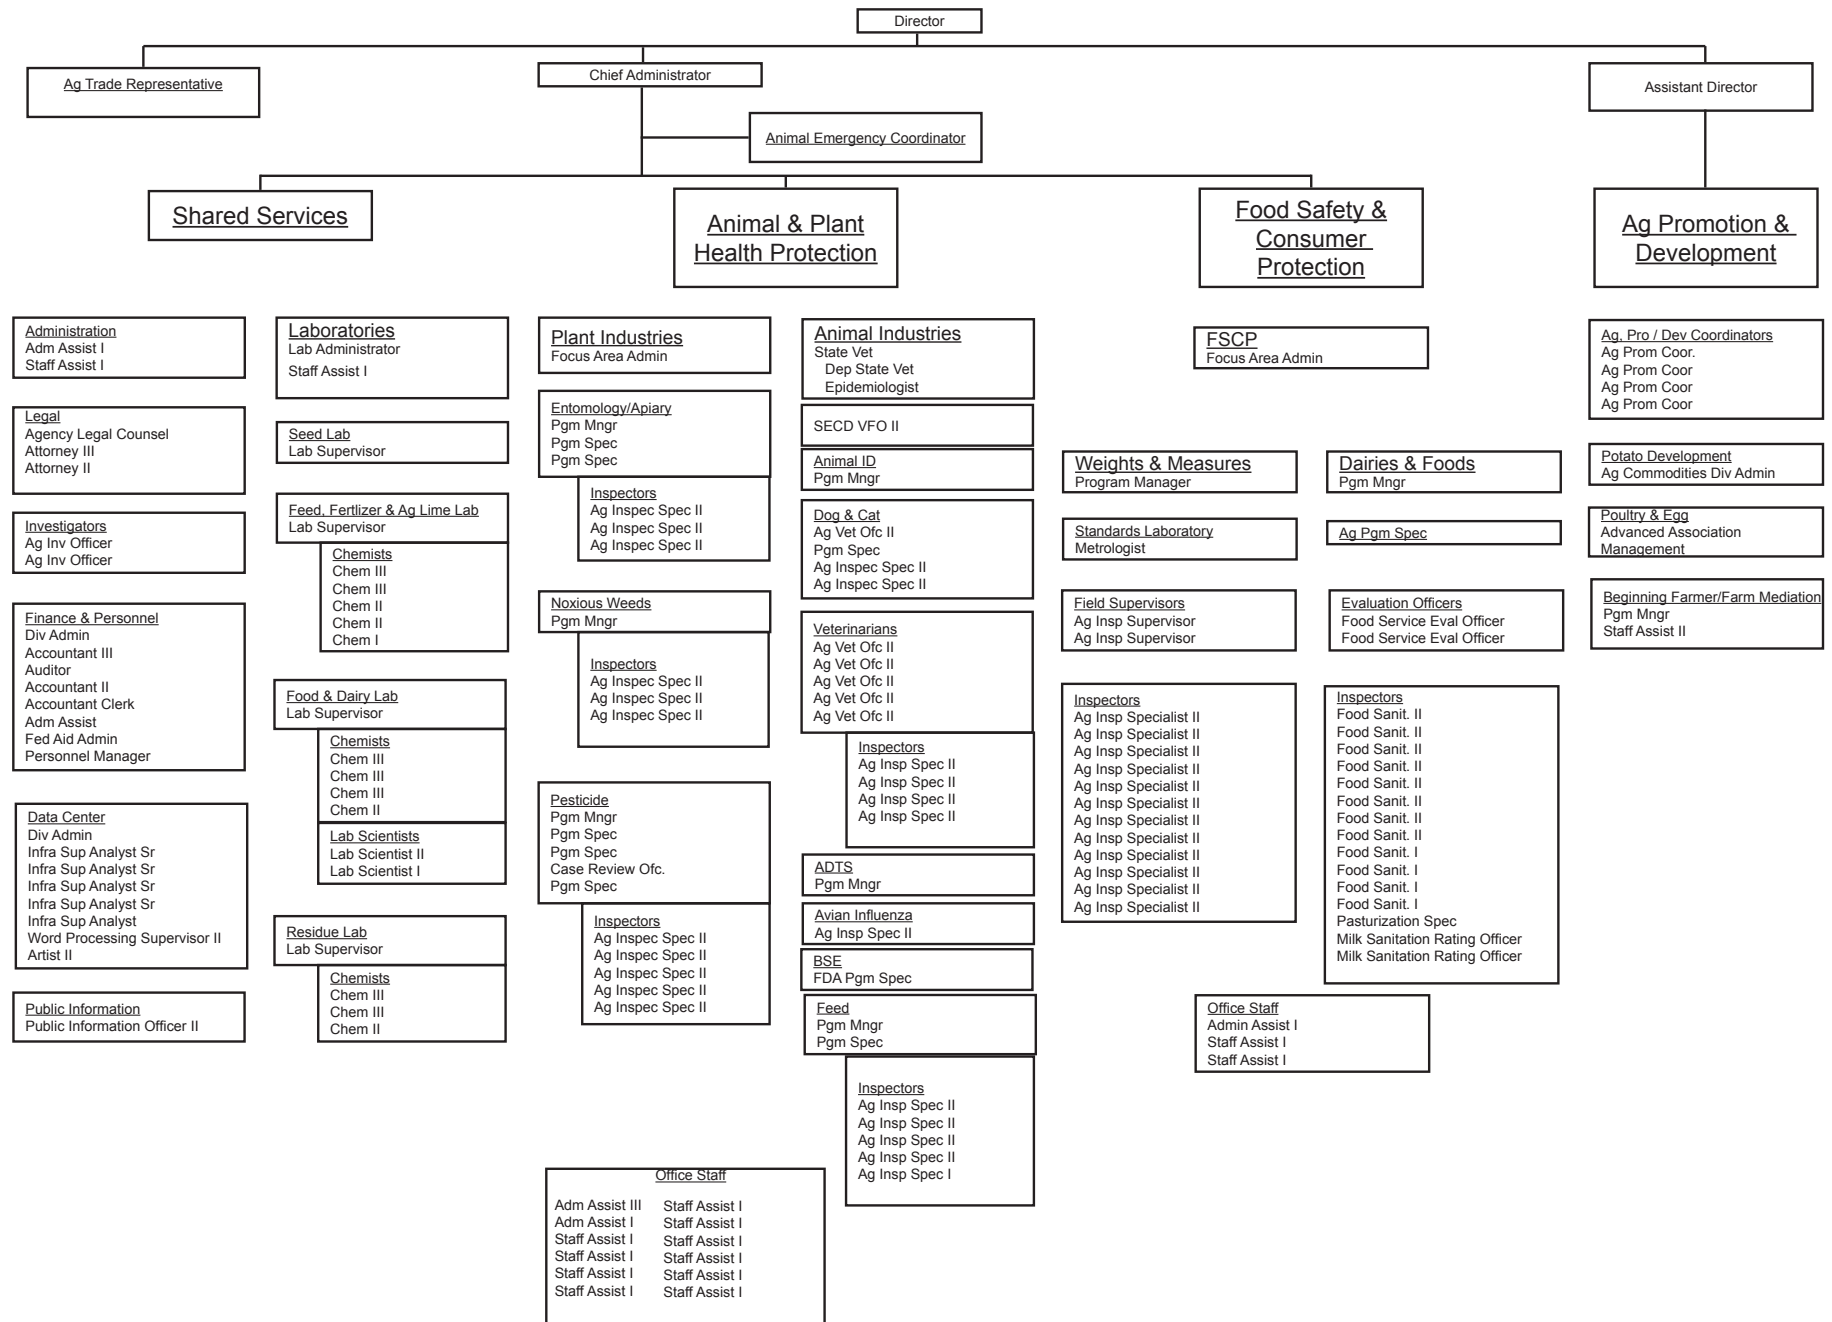 Director
Ag Trade Representative
Chief Administrator
Assistant Director
Animal Emergency Coordinator
Shared Services
Animal & Plant
Health Protection
Food Safety &
Consumer
Protection
Ag Promotion &
Development
Administration
Adm Assist I
Staff Assist I
Legal
Agency Legal Counsel
Attorney III
Attorney II
Investigators
Ag Inv Officer
Ag Inv Officer
Finance & Personnel
Div Admin
Accountant III
Auditor
Accountant II
Accountant Clerk
Adm Assist
Fed Aid Admin
Personnel Manager
Data Center
Div Admin
Infra Sup Analyst Sr
Infra Sup Analyst Sr
Infra Sup Analyst Sr
Infra Sup Analyst Sr
Infra Sup Analyst
Word Processing Supervisor II
Artist II
Public Information
Public Information Officer II
Laboratories
Lab Administrator
Staff Assist I
Seed Lab
Lab Supervisor
Feed, Fertlizer & Ag Lime Lab
Lab Supervisor
Chemists
Chem III
Chem III
Chem II
Chem II
Chem I
Food & Dairy Lab
Lab Supervisor
Chemists
Chem III
Chem III
Chem III
Chem II
Lab Scientists
Lab Scientist II
Lab Scientist I
Residue Lab
Lab Supervisor
Chemists
Chem III
Chem III
Chem II
Plant Industries
Focus Area Admin
Entomology/Apiary
Pgm Mngr
Pgm Spec
Pgm Spec
Inspectors
Ag Inspec Spec II
Ag Inspec Spec II
Ag Inspec Spec II
Noxious Weeds
Pgm Mngr
Inspectors
Ag Inspec Spec II
Ag Inspec Spec II
Ag Inspec Spec II
Pesticide
Pgm Mngr
Pgm Spec
Pgm Spec
Case Review Ofc.
Pgm Spec
Inspectors
Ag Inspec Spec II
Ag Inspec Spec II
Ag Inspec Spec II
Ag Inspec Spec II
Ag Inspec Spec II
Animal Industries
State Vet
Dep State Vet
Epidemiologist
SECD VFO II
Animal ID
Pgm Mngr
Dog & Cat
Ag Vet Ofc II
Pgm Spec
Ag Inspec Spec II
Ag Inspec Spec II
Veterinarians
Ag Vet Ofc II
Ag Vet Ofc II
Ag Vet Ofc II
Ag Vet Ofc II
Ag Vet Ofc II
Inspectors
Ag Insp Spec II
Ag Insp Spec II
Ag Insp Spec II
Ag Insp Spec II
ADTS
Pgm Mngr
Avian Influenza
Ag Insp Spec II
BSE
FDA Pgm Spec
Feed
Pgm Mngr
Pgm Spec
Inspectors
Ag Insp Spec II
Ag Insp Spec II
Ag Insp Spec II
Ag Insp Spec II
Ag Insp Spec I
Office Staff
Adm Assist III
Adm Assist I
Staff Assist I
Staff Assist I
Staff Assist I
Staff Assist I
Staff Assist I
Staff Assist I
Staff Assist I
Staff Assist I
Staff Assist I
Staff Assist I
FSCP
Focus Area Admin
Weights & Measures
Program Manager
Standards Laboratory
Metrologist
Field Supervisors
Ag Insp Supervisor
Ag Insp Supervisor
Inspectors
Ag Insp Specialist II
Ag Insp Specialist II
Ag Insp Specialist II
Ag Insp Specialist II
Ag Insp Specialist II
Ag Insp Specialist II
Ag Insp Specialist II
Ag Insp Specialist II
Ag Insp Specialist II
Ag Insp Specialist II
Ag Insp Specialist II
Ag Insp Specialist II
Dairies & Foods
Pgm Mngr
Ag Pgm Spec
Evaluation Officers
Food Service Eval Officer
Food Service Eval Officer
Inspectors
Food Sanit. II
Food Sanit. II
Food Sanit. II
Food Sanit. II
Food Sanit. II
Food Sanit. II
Food Sanit. II
Food Sanit. II
Food Sanit. I
Food Sanit. I
Food Sanit. I
Food Sanit. I
Pasturization Spec
Milk Sanitation Rating Officer
Milk Sanitation Rating Officer
Office Staff
Admin Assist I
Staff Assist I
Staff Assist I
Ag, Pro / Dev Coordinators
Ag Prom Coor.
Ag Prom Coor
Ag Prom Coor
Ag Prom Coor
Potato Development
Ag Commodities Div Admin
Poultry & Egg
Advanced Association
Management
Beginning Farmer/Farm Mediation
Pgm Mngr
Staff Assist II